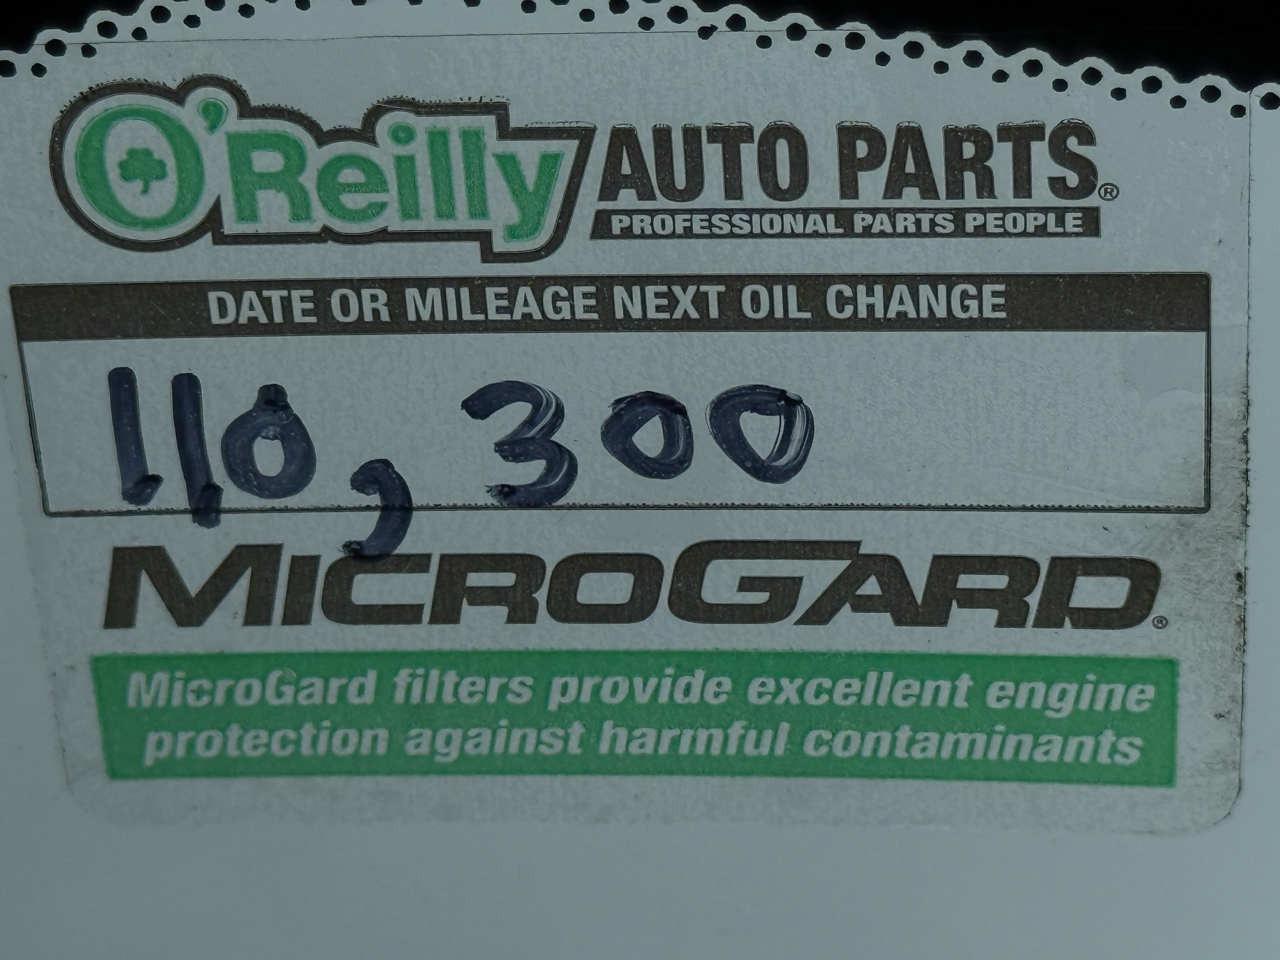 O'Reilly AUTO PARTS®
PROFESSIONAL PARTS PEOPLE
DATE OR MILEAGE NEXT OIL CHANGE
110,300
MICROGARD®
MicroGard filters provide excellent engine
protection against harmful contaminants